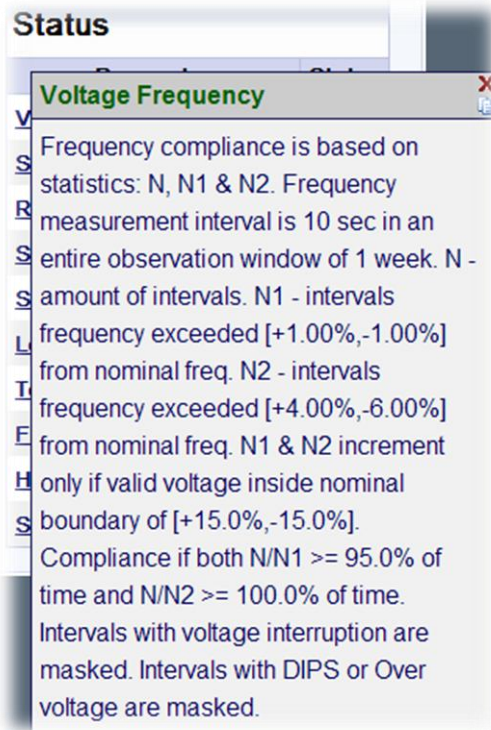 Status
Voltage Frequency
Frequency compliance is based on
statistics: N, N1 & N2. Frequency
measurement interval is 10 sec in an
entire observation window of 1 week. N -
amount of intervals. N1 - intervals
frequency exceeded [+1.00%,-1.00%]
from nominal freq. N2 - intervals
frequency exceeded [+4.00%,-6.00%]
from nominal freq. N1 & N2 increment
only if valid voltage inside nominal
boundary of [+15.0%,-15.0%].
Compliance if both N/N1 >= 95.0% of
time and N/N2 >= 100.0% of time.
Intervals with voltage interruption are
masked. Intervals with DIPS or Over
voltage are masked.